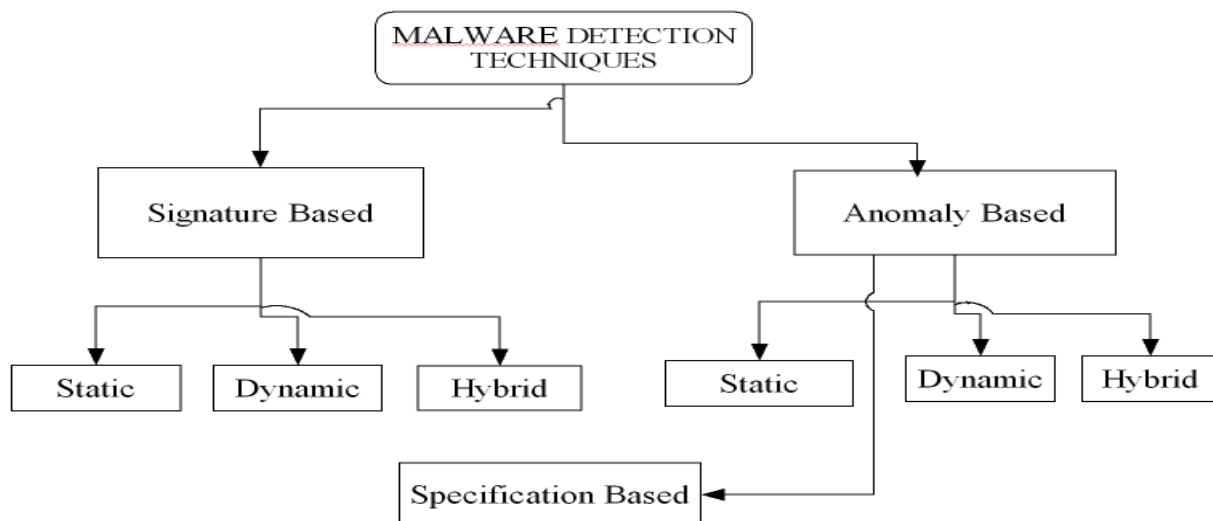 MALWARE DETECTION
TECHNIQUES
Signature Based
Anomaly Based
Static
Dynamic
Hybrid
Static
Dynamic
Hybrid
Specification Based